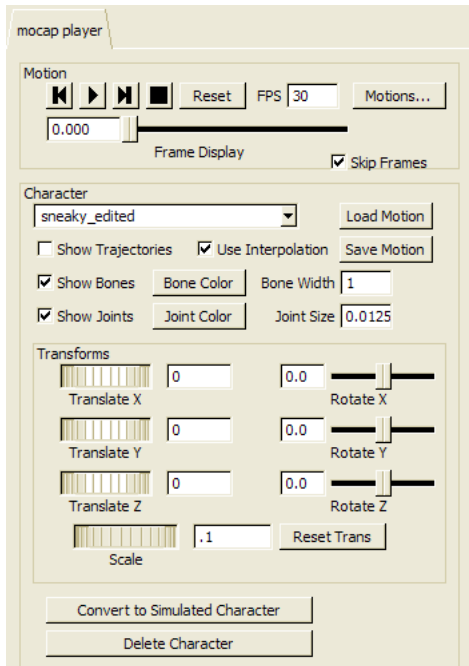 mocap player
Motion
Reset FPS 30 Motions...
0.000
Frame Display
Skip Frames
Character
sneaky_edited Load Motion
Show Trajectories Use Interpolation Save Motion
Show Bones Bone Color Bone Width 1
Show Joints Joint Color Joint Size 0.0125
Transforms
0 0.0
Translate X Rotate X
0 0.0
Translate Y Rotate Y
0 0.0
Translate Z Rotate Z
.1 Reset Trans
Scale
Convert to Simulated Character
Delete Character